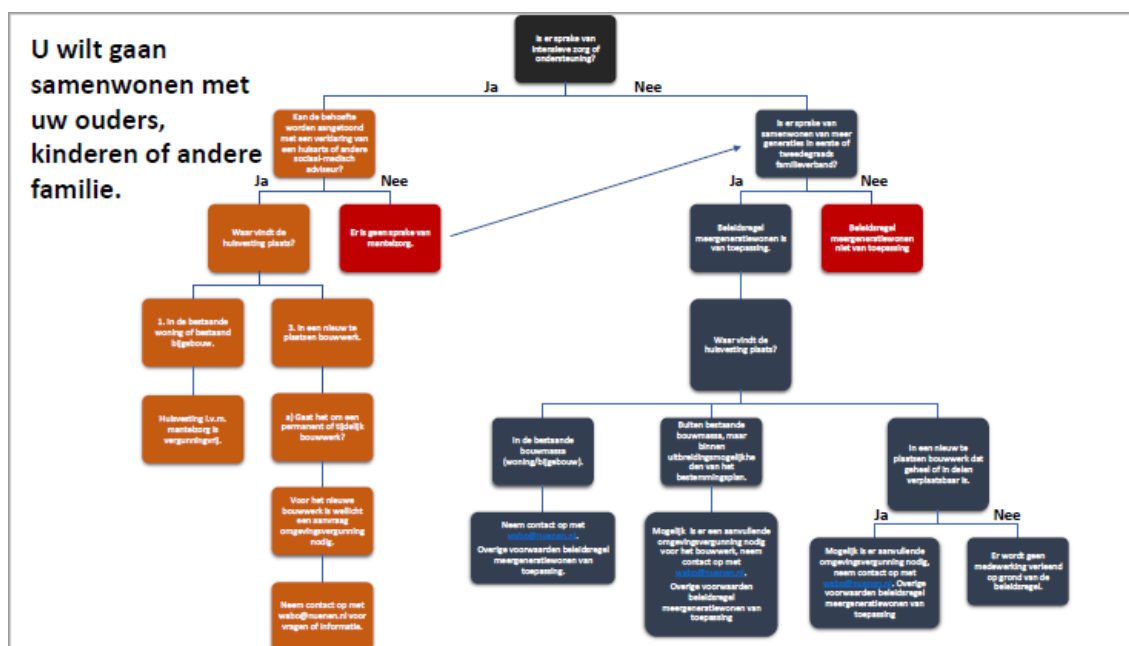 U wilt gaan
samenwonen met
uw ouders,
kinderen of andere
familie.
Is er sprake van
intensieve zorg of
ondersteuning?
Ja
Nee
Kan de behoefte
worden aangetoond
met een verklaring van
een huisarts of andere
sociaal-medisch
adviseur?
Is er sprake van
samenwonen van meer
generaties in eerste of
tweedegraads
familieverband?
Ja
Nee
Ja
Nee
Waar vindt de
huisvesting plaats?
Er is geen sprake van
mantelzorg.
Beleidsregel
meergeneratiewonen is
van toepassing.
Beleidsregel
meergeneratiewonen
niet van toepassing
1. In de bestaande
woning of bestaand
bijgebouw.
3. In een nieuw te
plaatsen bouwwerk.
Waar vindt de
huisvesting plaats?
Huisvesting i.v.m.
mantelzorg is
vergunningvrij.
a) Gaat het om een
permanent of tijdelijk
bouwwerk?
In de bestaande
bouwmassa
(woning/bijgebouw).
Buiten bestaande
bouwmassa, maar
binnen
uitbreidingsmogelijkhe
den van het
bestemmingsplan.
In een nieuw te
plaatsen bouwwerk dat
geheel of in delen
verplaatsbaar is.
Ja
Nee
Voor het nieuwe
bouwwerk is wellicht
een aanvraag
omgevingsvergunning
nodig.
Neem contact op met
wabo@nuenen.nl.
Overige voorwaarden beleidsregel
meergeneratiewonen van
toepassing.
Mogelijk is er een aanvullende
omgevingsvergunning nodig
voor het bouwwerk, neem
contact op met
wabo@nuenen.nl.
Overige voorwaarden
beleidsregel
meergeneratiewonen van
toepassing
Mogelijk is er aanvullende
omgevingsvergunning nodig,
neem contact op met
wabo@nuenen.nl. Overige
voorwaarden beleidsregel
meergeneratiewonen van
toepassing
Er wordt geen
medewerking verleend
op grond van de
beleidsregel.
Neem contact op met
wabo@nuenen.nl voor
vragen of informatie.